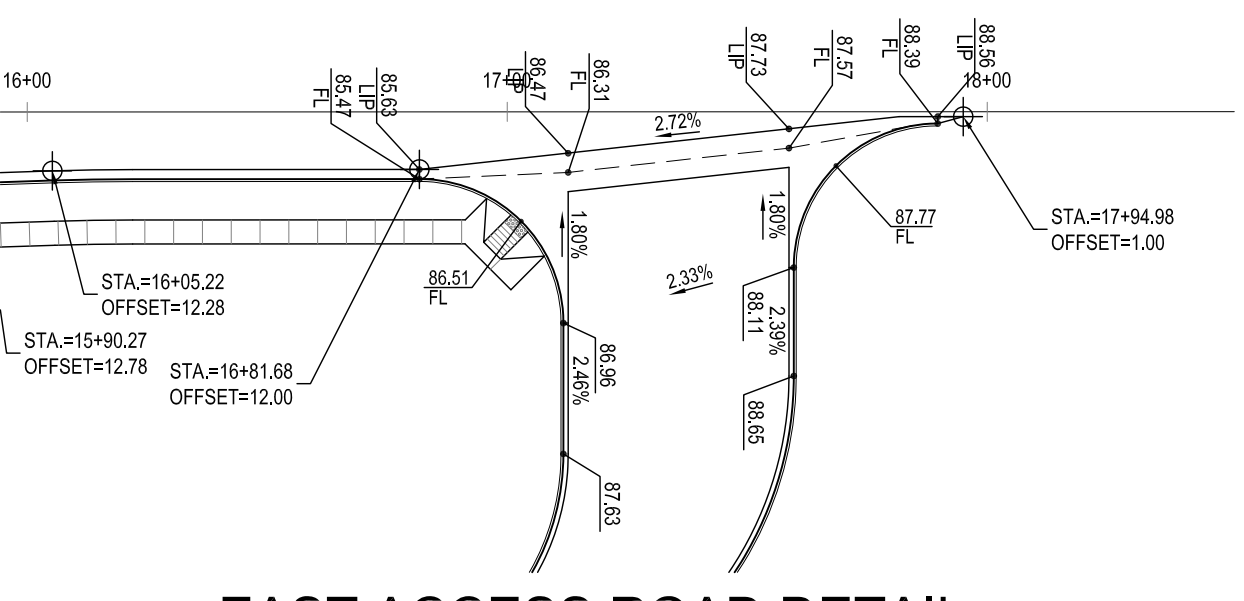 16+00
85.47
FL
85.63
LIP
17+00
86.47
LIP
86.31
FL
2.72%
87.73
LIP
87.57
FL
88.39
FL
88.56
LIP
18+00
STA.=17+94.98
OFFSET=1.00
87.77
FL
1.80%
1.80%
2.33%
STA.=16+05.22
OFFSET=12.28
STA.=15+90.27
OFFSET=12.78
STA.=16+81.68
OFFSET=12.00
86.51
FL
86.96
2.46%
88.11
2.39%
88.65
87.63
EAST ACCESS ROAD DETAIL